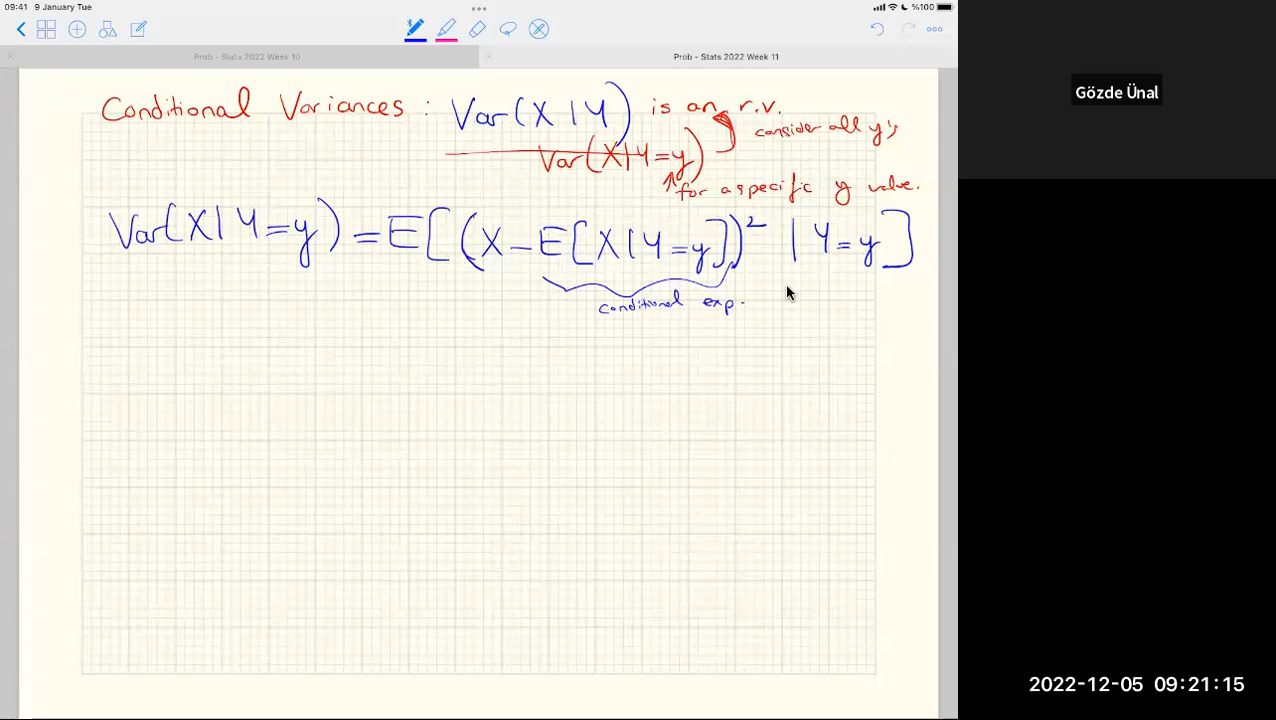 09:41 9 January Tue
%100
Prob - Stats 2022 Week 10
Prob - Stats 2022 Week 11
Conditional Variances : Var(X|Y) is an r.v.
consider all y's
Var(X|Y=y)
for a specific y value.
Var(X|Y=y) = E[(X-E[X|Y=y])² | Y=y]
conditional exp.
Gözde Ünal
2022-12-05 09:21:15